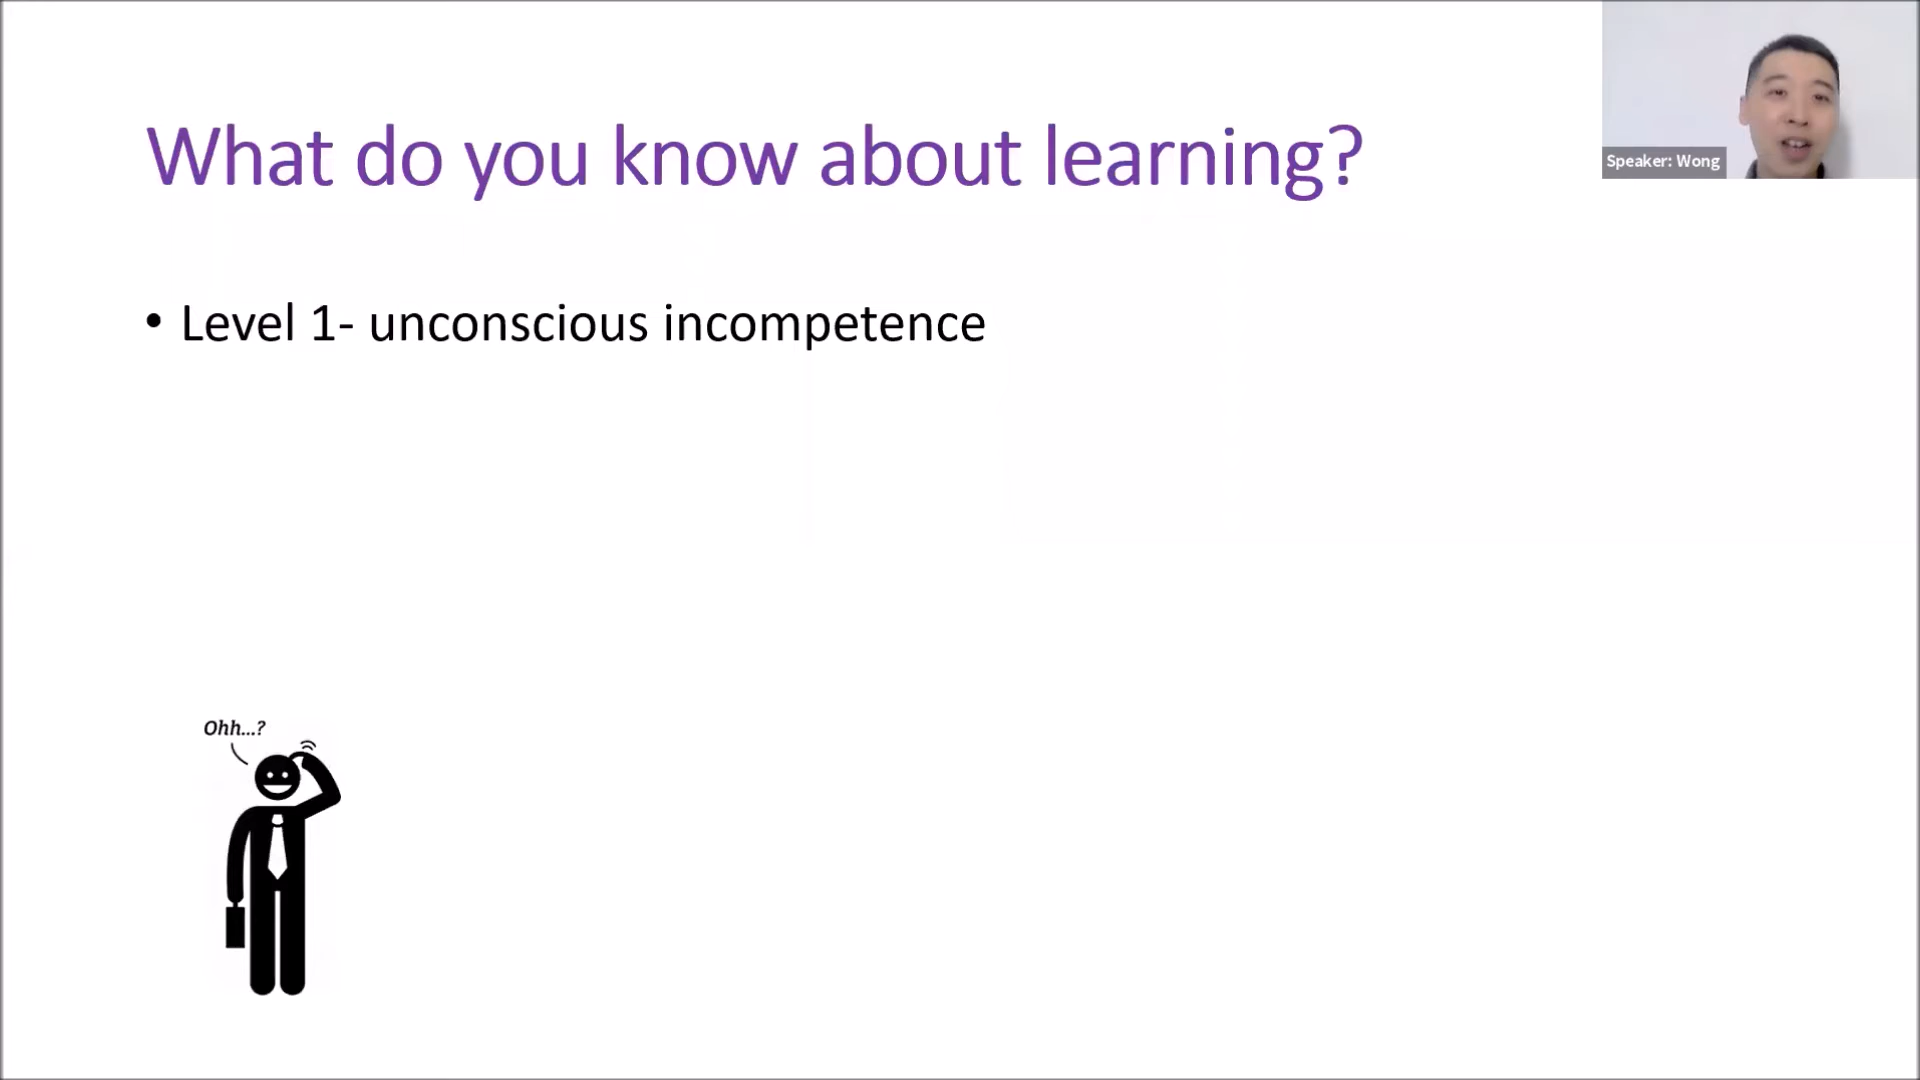 What do you know about learning?
Speaker: Wong
• Level 1- unconscious incompetence
Ohh...?